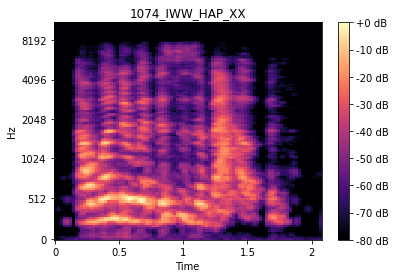 1074_IWW_HAP_XX
Hz
8192
4096
2048
1024
512
0
0
0.5
1
1.5
2
Time
+0 dB
-10 dB
-20 dB
-30 dB
-40 dB
-50 dB
-60 dB
-70 dB
-80 dB